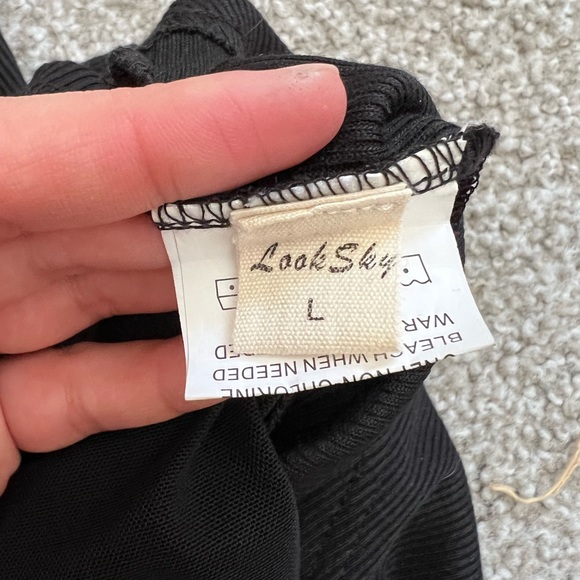 LookSky
L
WAR
BLEACH WHEN NEEDED
ONLY NON-CHLORINE